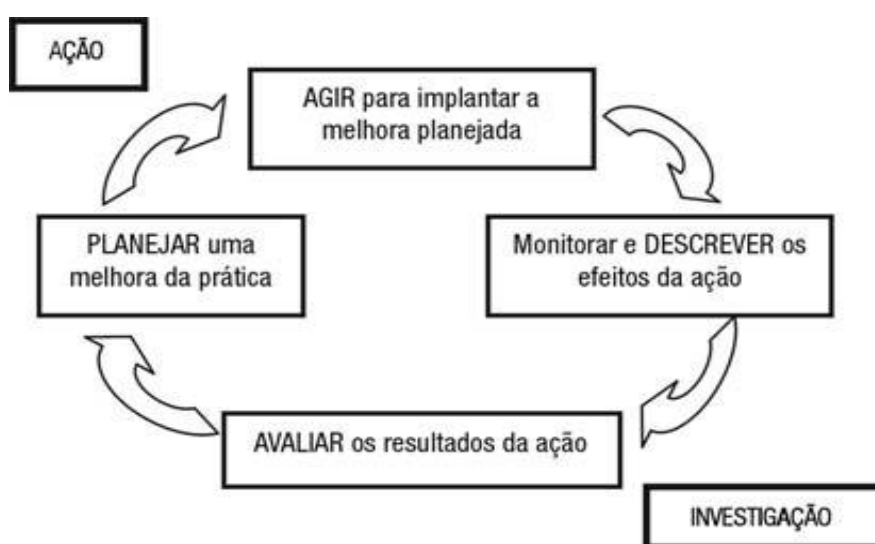 AÇÃO
AGIR para implantar a
melhora planejada
PLANEJAR uma
melhora da prática
Monitorar e DESCREVER os
efeitos da ação
AVALIAR os resultados da ação
INVESTIGAÇÃO